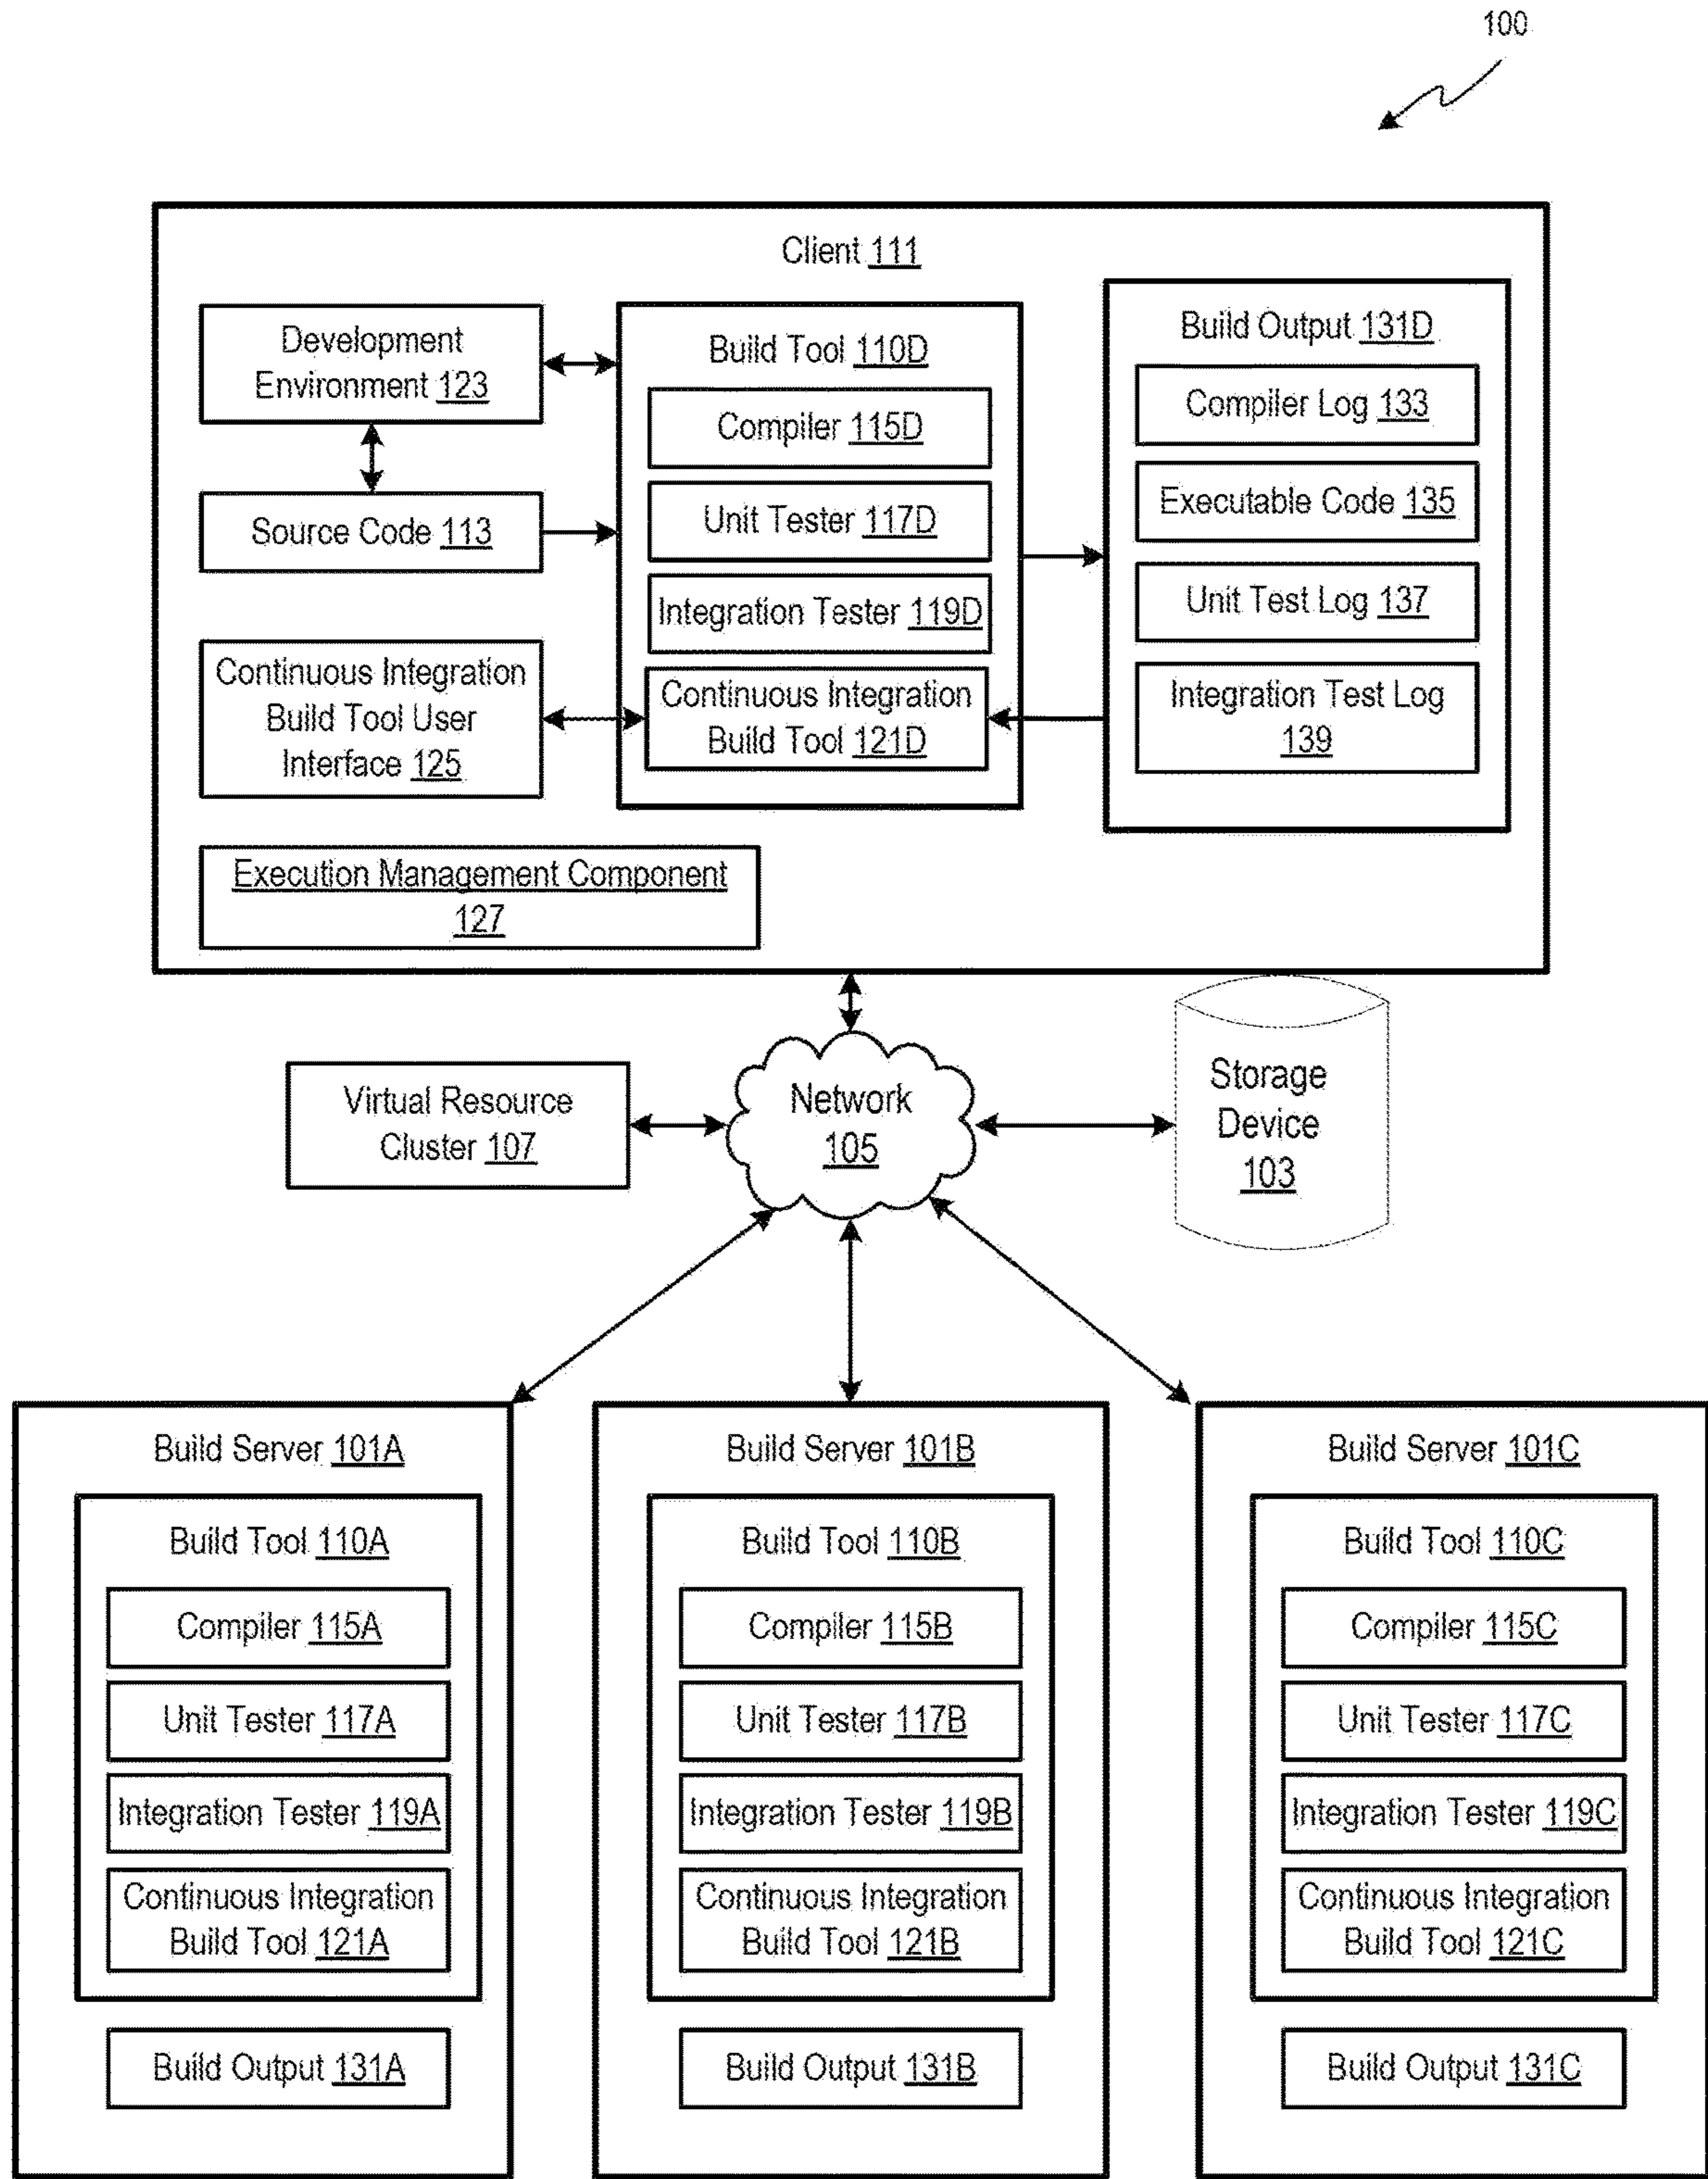 100
Client 111
Development
Environment 123
Source Code 113
Continuous Integration
Build Tool User
Interface 125
Execution Management Component
127
Build Tool 110D
Compiler 115D
Unit Tester 117D
Integration Tester 119D
Continuous Integration
Build Tool 121D
Build Output 131D
Compiler Log 133
Executable Code 135
Unit Test Log 137
Integration Test Log
139
Virtual Resource
Cluster 107
Network
105
Storage
Device
103
Build Server 101A
Build Tool 110A
Compiler 115A
Unit Tester 117A
Integration Tester 119A
Continuous Integration
Build Tool 121A
Build Output 131A
Build Server 101B
Build Tool 110B
Compiler 115B
Unit Tester 117B
Integration Tester 119B
Continuous Integration
Build Tool 121B
Build Output 131B
Build Server 101C
Build Tool 110C
Compiler 115C
Unit Tester 117C
Integration Tester 119C
Continuous Integration
Build Tool 121C
Build Output 131C